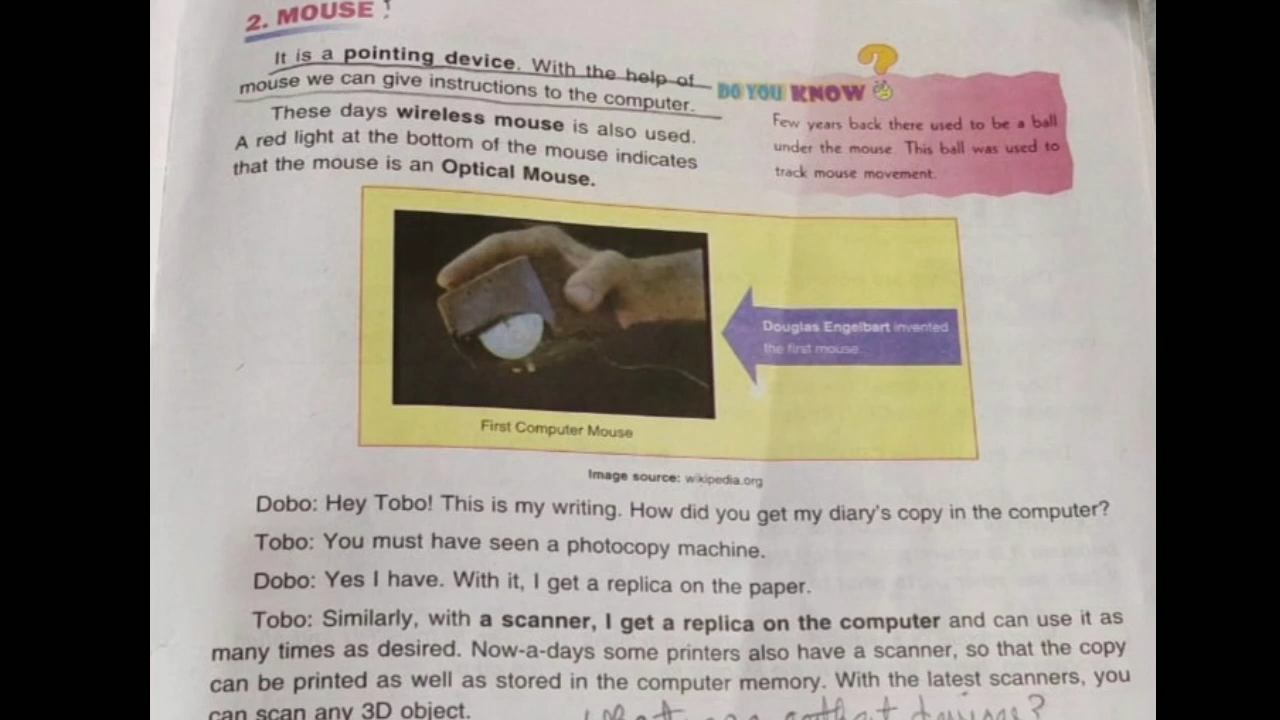 2. MOUSE !
It is a pointing device. With the help of
mouse we can give instructions to the computer.
These days wireless mouse is also used.
A red light at the bottom of the mouse indicates
that the mouse is an Optical Mouse.
?
DO YOU KNOW
Few years back there used to be a ball
under the mouse. This ball was used to
track mouse movement.
Douglas Engelbart invented
the first mouse.
First Computer Mouse
Image source: wikipedia.org
Dobo: Hey Tobo! This is my writing. How did you get my diary's copy in the computer?
Tobo: You must have seen a photocopy machine.
Dobo: Yes I have. With it, I get a replica on the paper.
Tobo: Similarly, with a scanner, I get a replica on the computer and can use it as
many times as desired. Now-a-days some printers also have a scanner, so that the copy
can be printed as well as stored in the computer memory. With the latest scanners, you
can scan any 3D object.